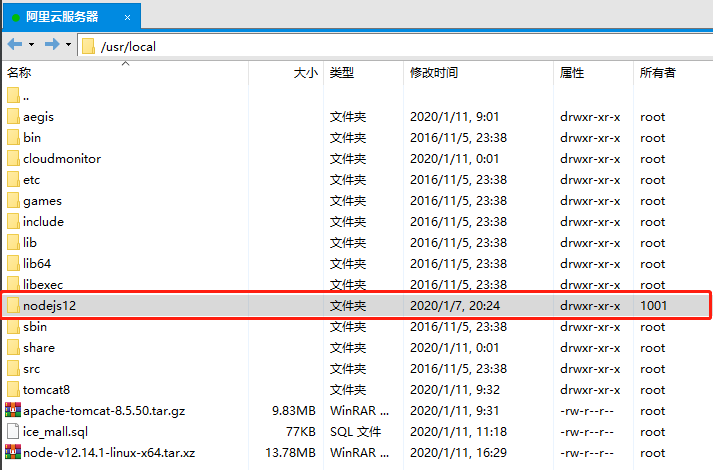 阿里云服务器 ×
/usr/local
名称 大小 类型 修改时间 属性 所有者
..
aegis 文件夹 2020/1/11, 9:01 drwxr-xr-x root
bin 文件夹 2016/11/5, 23:38 drwxr-xr-x root
cloudmonitor 文件夹 2020/1/11, 0:01 drwxr-xr-x root
etc 文件夹 2016/11/5, 23:38 drwxr-xr-x root
games 文件夹 2016/11/5, 23:38 drwxr-xr-x root
include 文件夹 2016/11/5, 23:38 drwxr-xr-x root
lib 文件夹 2016/11/5, 23:38 drwxr-xr-x root
lib64 文件夹 2016/11/5, 23:38 drwxr-xr-x root
libexec 文件夹 2016/11/5, 23:38 drwxr-xr-x root
nodejs12 文件夹 2020/1/7, 20:24 drwxr-xr-x 1001
sbin 文件夹 2016/11/5, 23:38 drwxr-xr-x root
share 文件夹 2020/1/11, 0:01 drwxr-xr-x root
src 文件夹 2016/11/5, 23:38 drwxr-xr-x root
tomcat8 文件夹 2020/1/11, 9:32 drwxr-xr-x root
apache-tomcat-8.5.50.tar.gz 9.83MB WinRAR ... 2020/1/11, 9:31 -rw-r--r-- root
ice_mall.sql 77KB SQL 文件 2020/1/11, 11:18 -rw-r--r-- root
node-v12.14.1-linux-x64.tar.xz 13.78MB WinRAR ... 2020/1/11, 16:29 -rw-r--r-- root